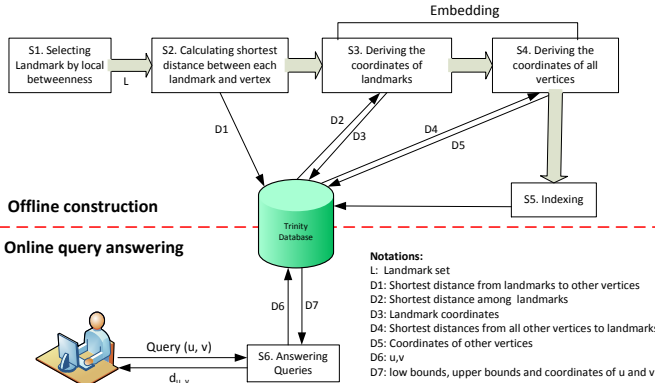 Embedding
S1. Selecting
Landmark by local
betweenness
L
S2. Calculating shortest
distance between each
landmark and vertex
S3. Deriving the
coordinates of
landmarks
S4. Deriving the
coordinates of all
vertices
D1
D2
D3
D4
D5
S5. Indexing
Trinity
Database
Offline construction
Online query answering
D6
D7
Query (u, v)
d u,v
S6. Answering
Queries
Notations:
L: Landmark set
D1: Shortest distance from landmarks to other vertices
D2: Shortest distance among landmarks
D3: Landmark coordinates
D4: Shortest distances from all other vertices to landmarks
D5: Coordinates of other vertices
D6: u,v
D7: low bounds, upper bounds and coordinates of u and v